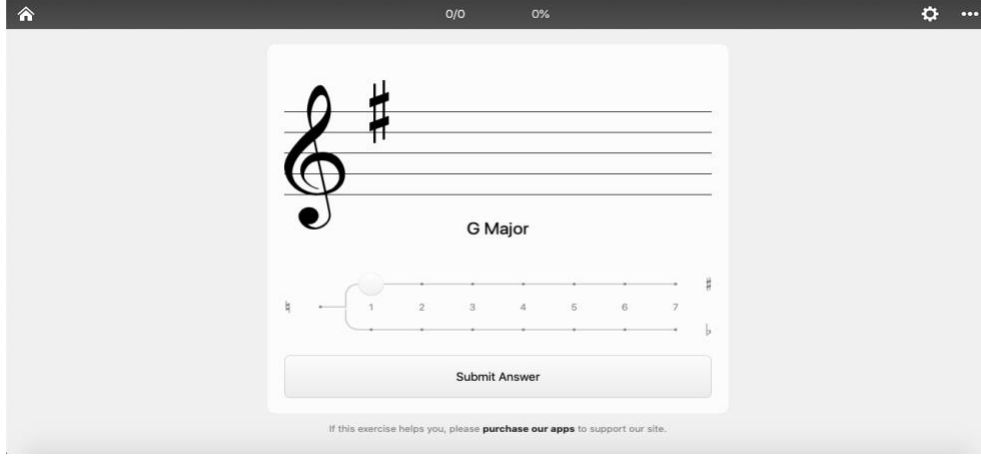 0/0 0%
G Major
♮ 1 2 3 4 5 6 7 ♯
♭
Submit Answer
If this exercise helps you, please purchase our apps to support our site.